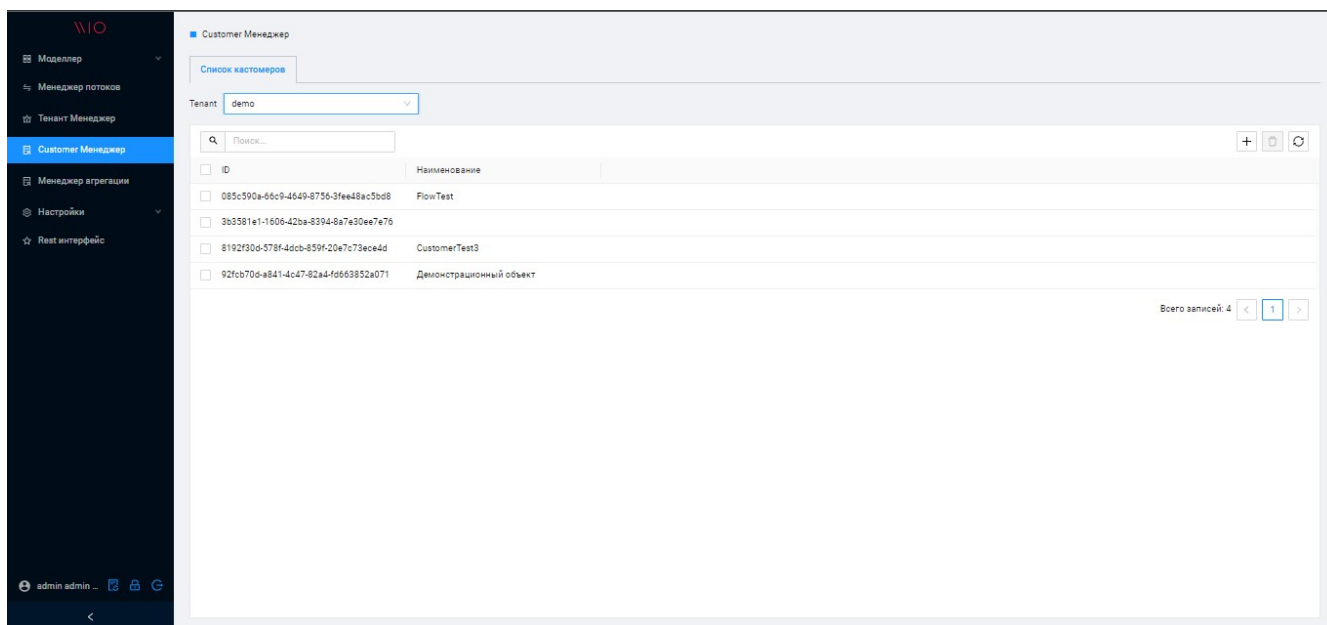 WIO
Моделлер
Менеджер потоков
Тенант Менеджер
Customer Менеджер
Менеджер агрегации
Настройки
Rest интерфейс
admin admin ...
Customer Менеджер
Список кастомеров
Tenant demo
Поиск...
ID Наименование
085c590a-66c9-4649-8756-3fee48ac5bd8 FlowTest
3b3581e1-1606-42ba-8394-8a7e30ee7e76
8192f30d-578f-4dcb-859f-20e7c73ece4d CustomerTest3
92fcb70d-a841-4c47-82a4-fd663852a071 Демонстрационный объект
Всего записей: 4 < 1 >